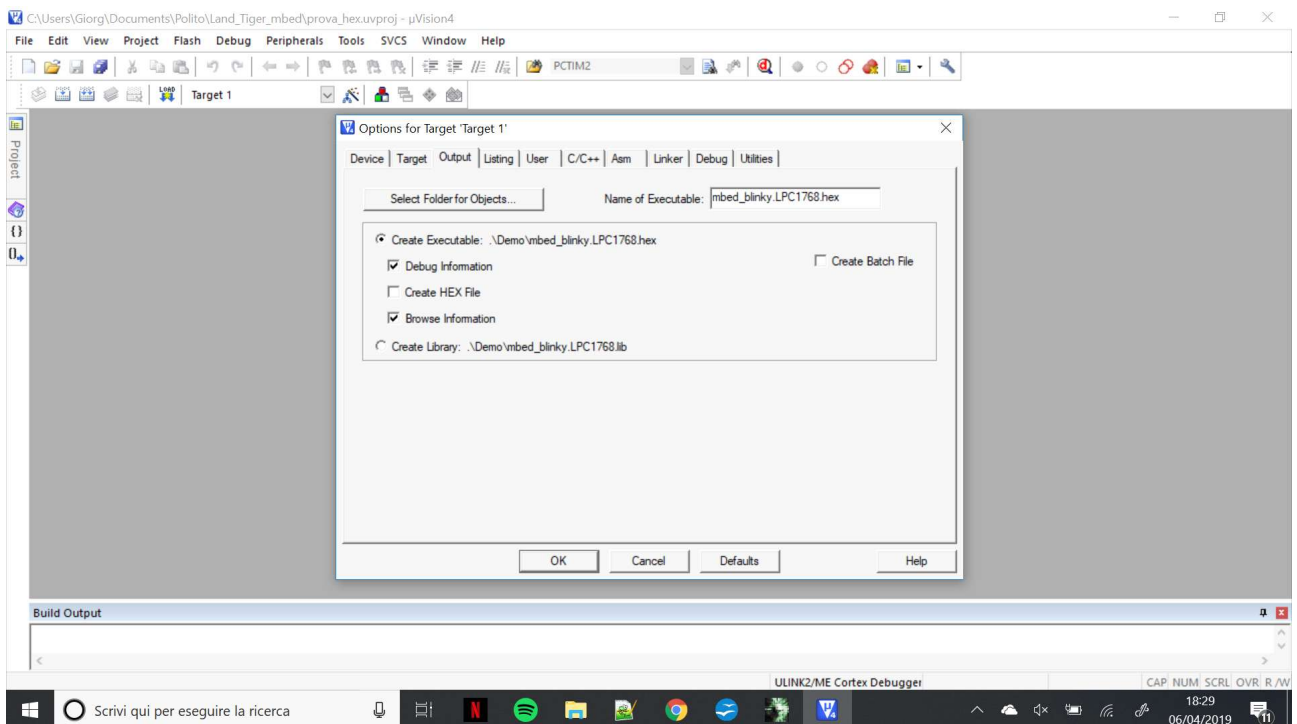 C:\Users\Giorg\Documents\Polito\Land_Tiger_mbed\prova_hex.uvproj - µVision4
File Edit View Project Flash Debug Peripherals Tools SVCS Window Help
PCTIM2
LOAD Target 1
Project
Options for Target 'Target 1'
Device Target Output Listing User C/C++ Asm Linker Debug Utilities
Select Folder for Objects... Name of Executable: mbed_blinky.LPC1768.hex
Create Executable: .\Demo\mbed_blinky.LPC1768.hex
Debug Information Create Batch File
Create HEX File
Browse Information
Create Library: .\Demo\mbed_blinky.LPC1768.lib
OK Cancel Defaults Help
Build Output
ULINK2/ME Cortex Debugger CAP NUM SCRL OVR R/W
Scrivi qui per eseguire la ricerca 18:29
06/04/2019 11